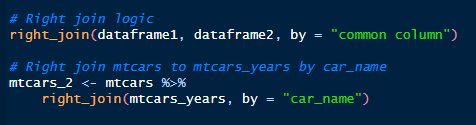 # Right join logic
right_join(dataframe1, dataframe2, by = "common column")
# Right join mtcars to mtcars_years by car_name
mtcars_2 <- mtcars %>%
    right_join(mtcars_years, by = "car_name")